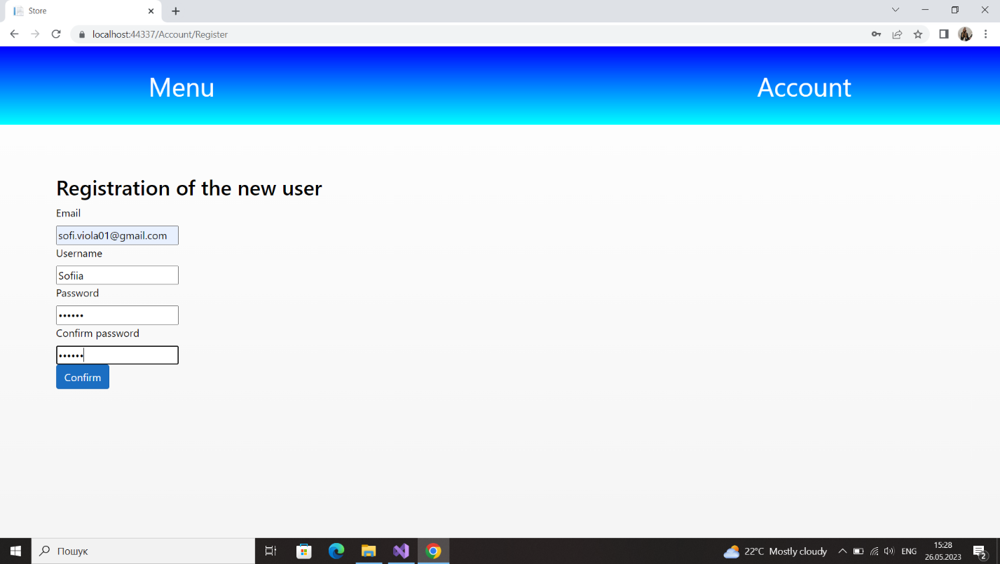 Store
localhost:44337/Account/Register
Menu Account
Registration of the new user
Email
sofi.viola01@gmail.com
Username
Sofiia
Password
••••••
Confirm password
••••••
Confirm
Пошук
22°C Mostly cloudy
ENG
15:28
26.05.2023
2